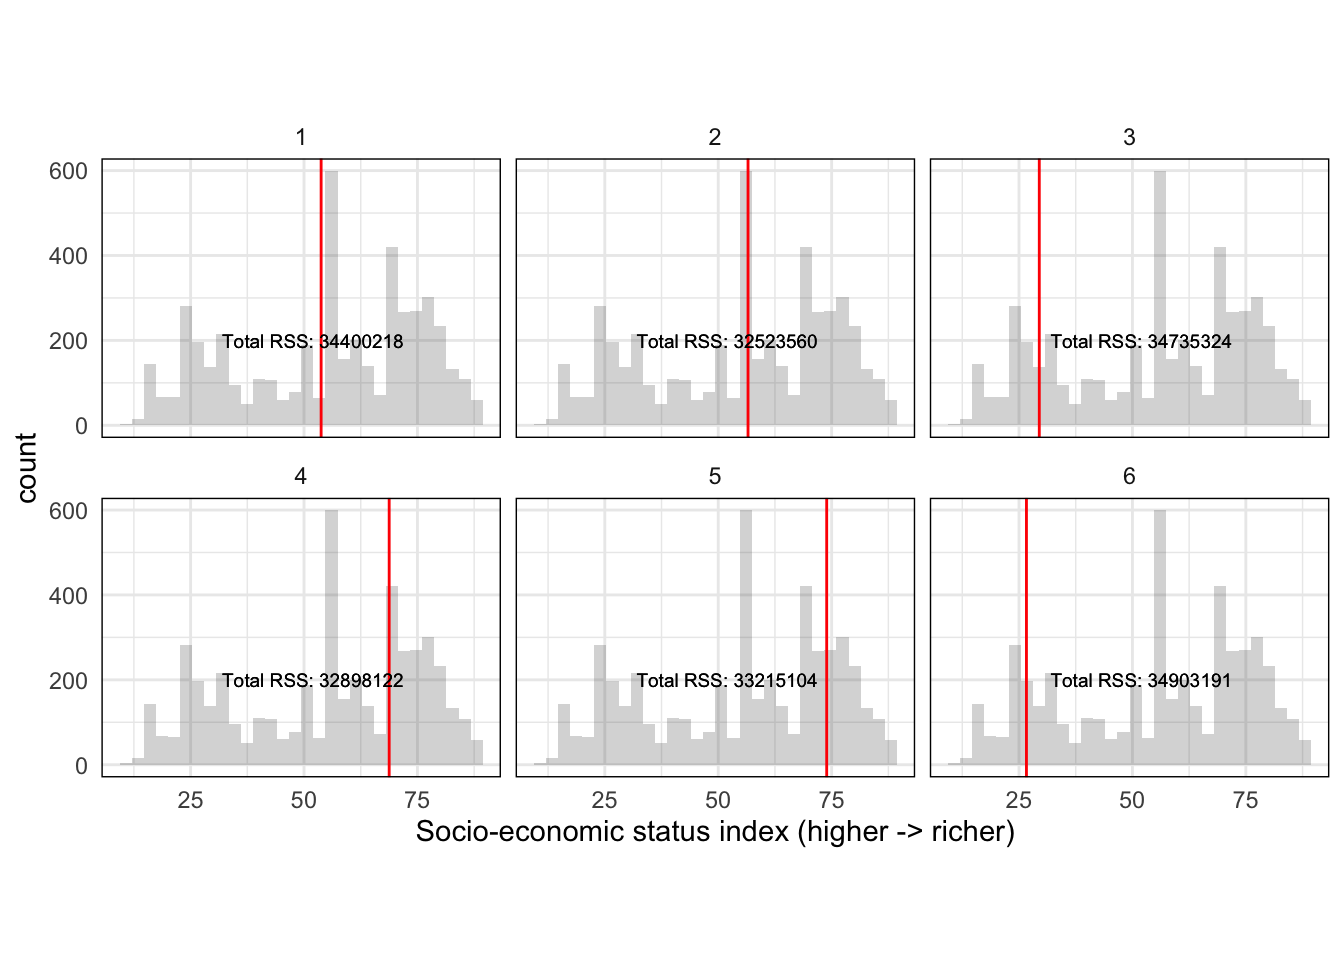 1 2 3
600
400
200
0
Total RSS: 34400218 Total RSS: 32523560 Total RSS: 34735324
count
4 5 6
600
400
200
0
Total RSS: 32898122 Total RSS: 33215104 Total RSS: 34903191
25 50 75 25 50 75 25 50 75
Socio-economic status index (higher -> richer)